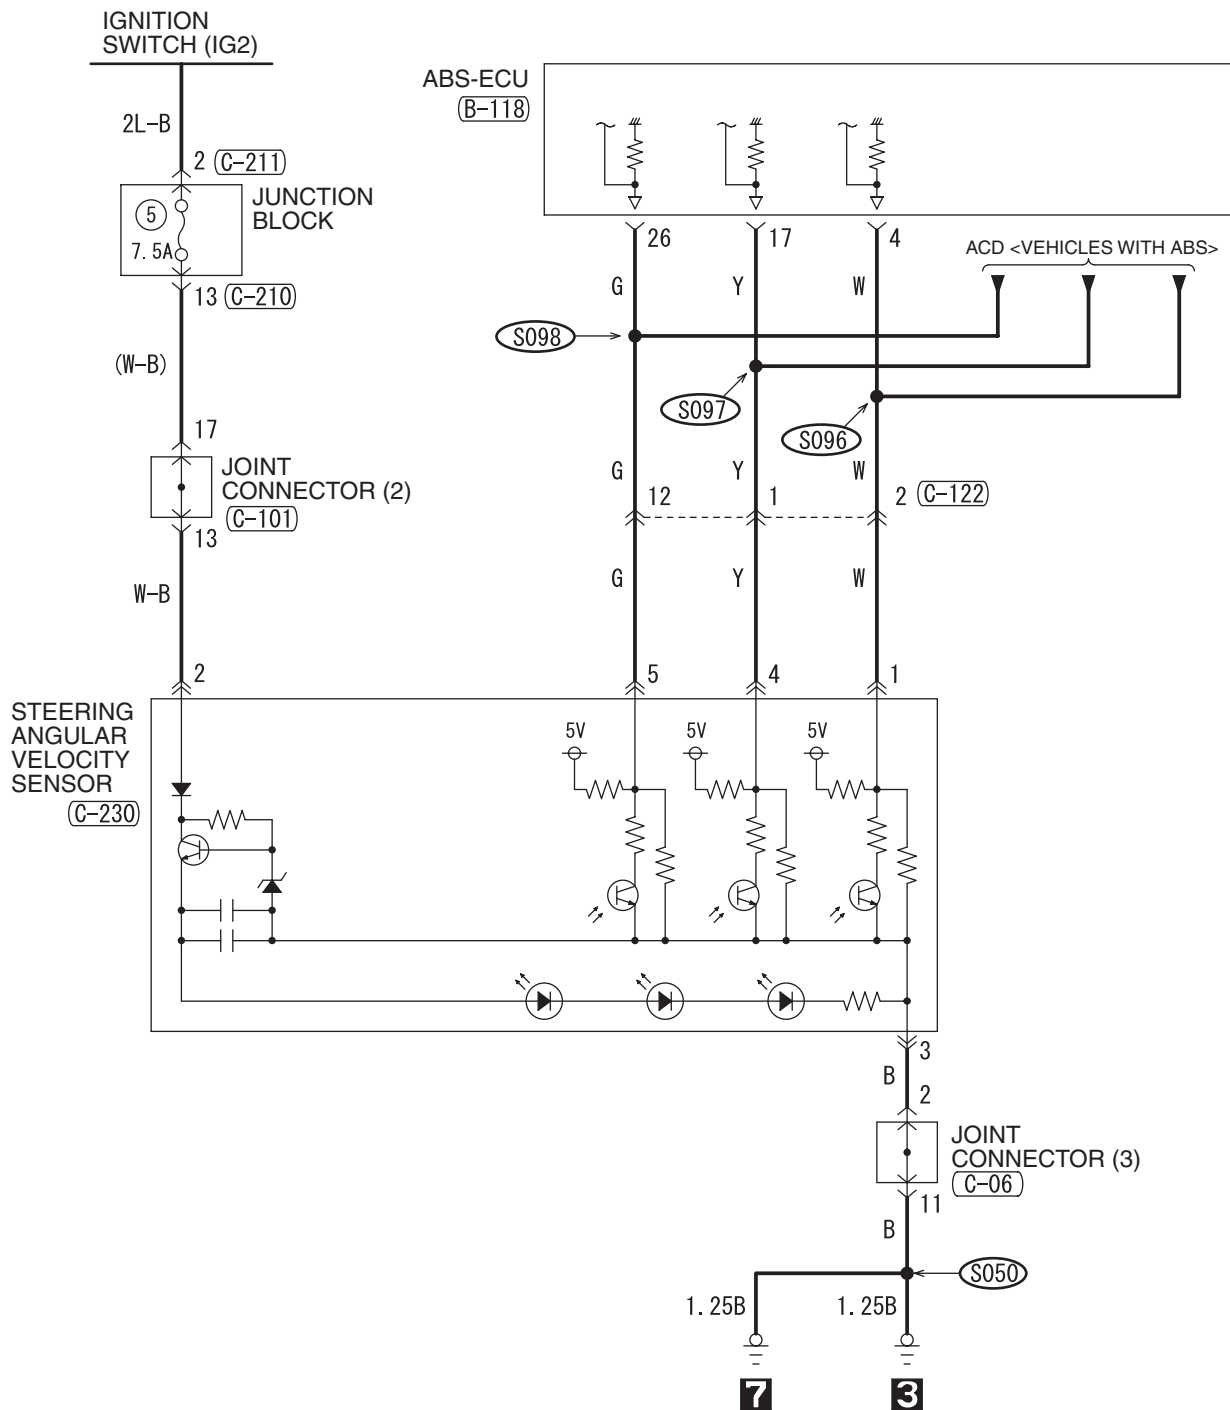 IGNITION
SWITCH (IG2)
2L-B
2 C-211
5
7.5A
JUNCTION
BLOCK
13 C-210
(W-B)
17
JOINT
CONNECTOR (2)
C-101
13
W-B
2
ABS-ECU
B-118
26 17 4
ACD <VEHICLES WITH ABS>
G Y W
S098
S097
S096
G Y W
12 1 2 C-122
G Y W
5 4 1
STEERING
ANGULAR
VELOCITY
SENSOR
C-230
5V 5V 5V
3
B
2
JOINT
CONNECTOR (3)
C-06
11
B
S050
1.25B 1.25B
7 3